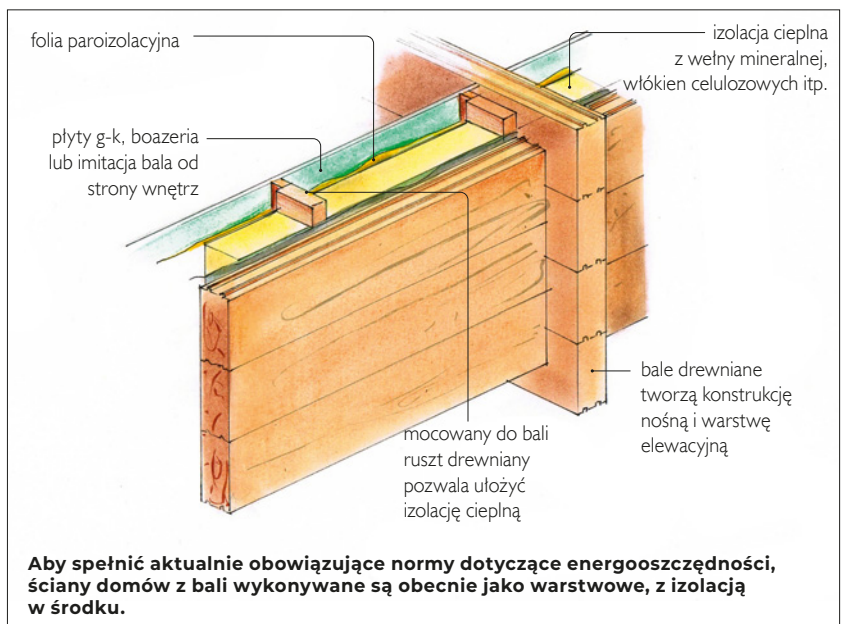 folia paroizolacyjna
izolacja cieplna
z wełny mineralnej,
włókien celulozowych itp.
płyty g-k, boazeria
lub imitacja bala od
strony wnętrz
bale drewniane
tworzą konstrukcję
nośną i warstwę
elewacyjną
mocowany do bali
ruszt drewniany
pozwala ułożyć
izolację cieplną
Aby spełnić aktualnie obowiązujące normy dotyczące energooszczędności,
ściany domów z bali wykonywane są obecnie jako warstwowe, z izolacją
w środku.